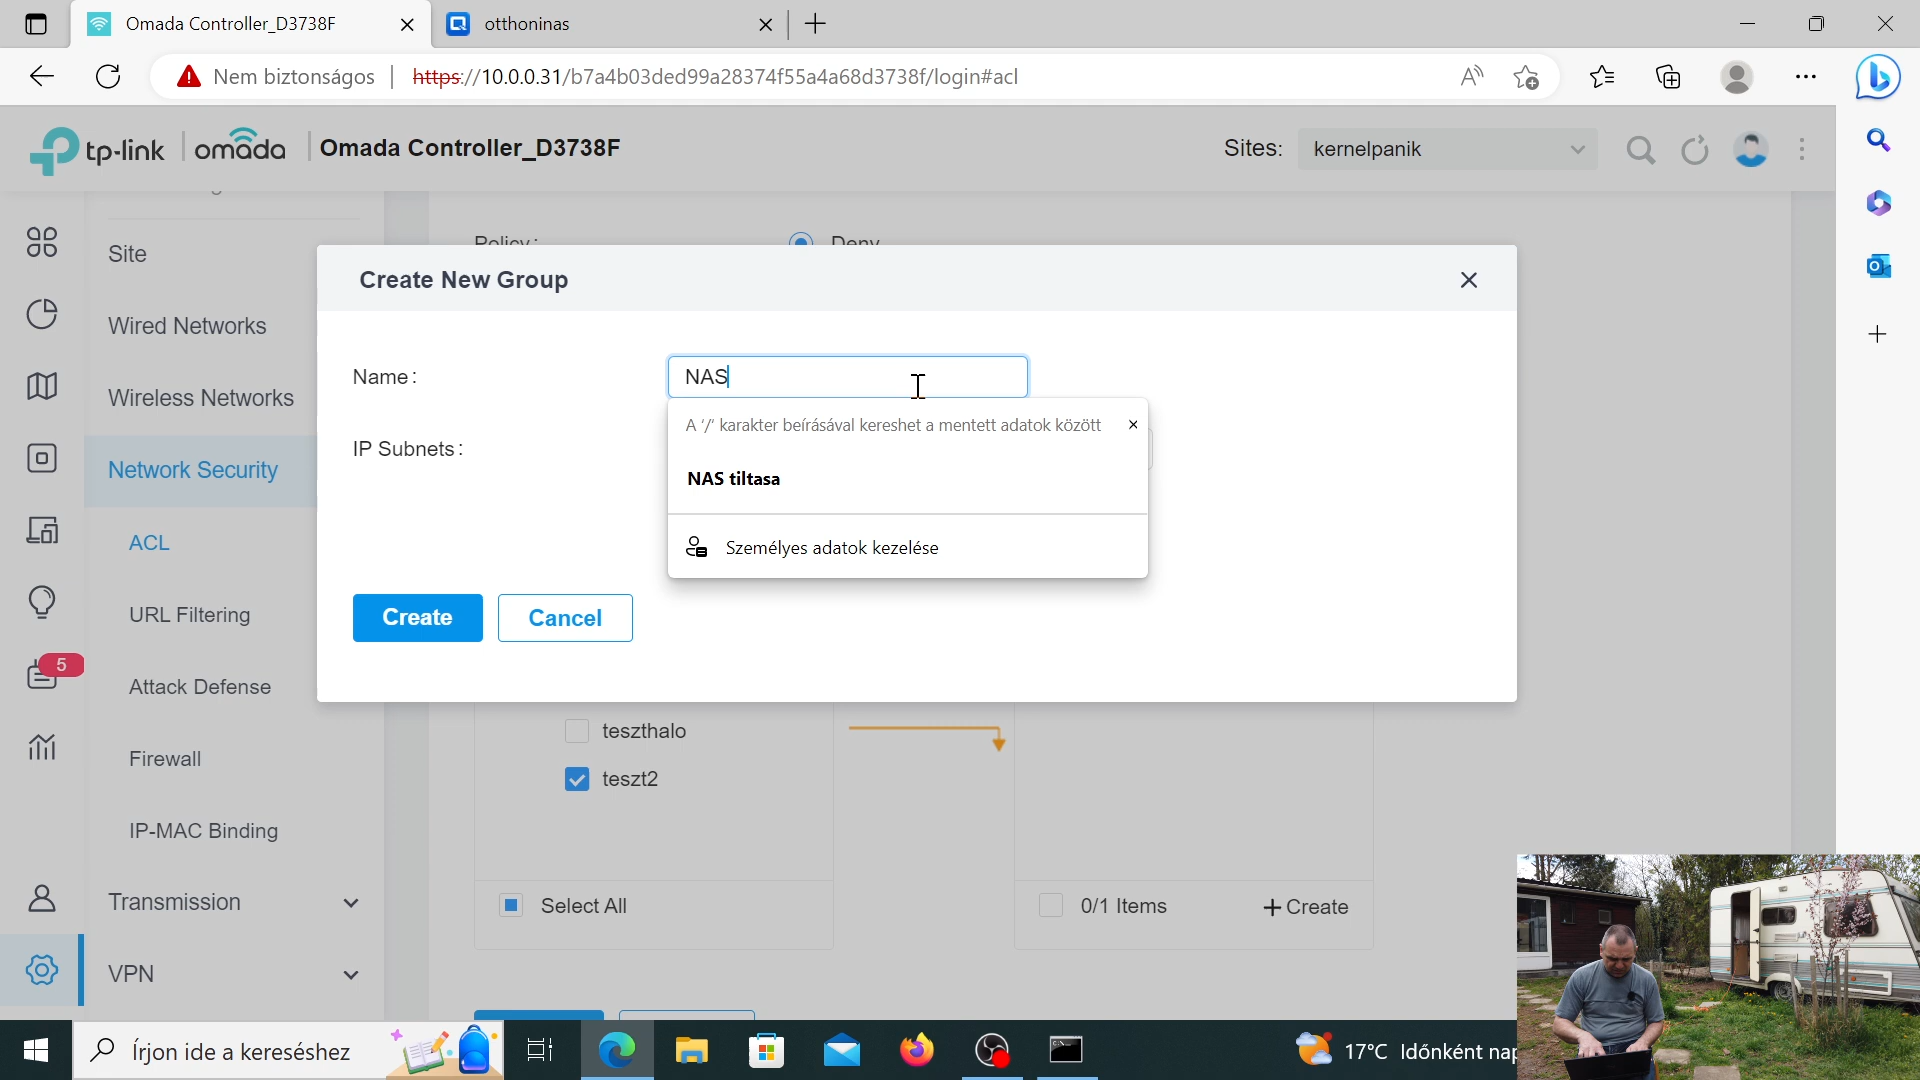 Omada Controller_D3738F
otthoninas
Nem biztonságos
https://10.0.0.31/b7a4b03ded99a28374f55a4a68d3738f/login#acl
tp-link
omada
Omada Controller_D3738F
Sites:
kernelpanik
Site
Wired Networks
Wireless Networks
Network Security
ACL
URL Filtering
Attack Defense
Firewall
IP-MAC Binding
Transmission
VPN
5
Policy:
Deny
Create New Group
Name:
NAS
A '/' karakter beírásával kereshet a mentett adatok között
NAS tiltasa
Személyes adatok kezelése
IP Subnets:
Create
Cancel
teszthalo
teszt2
Select All
0/1 Items
+ Create
Írjon ide a kereséshez
17°C Időnként nap